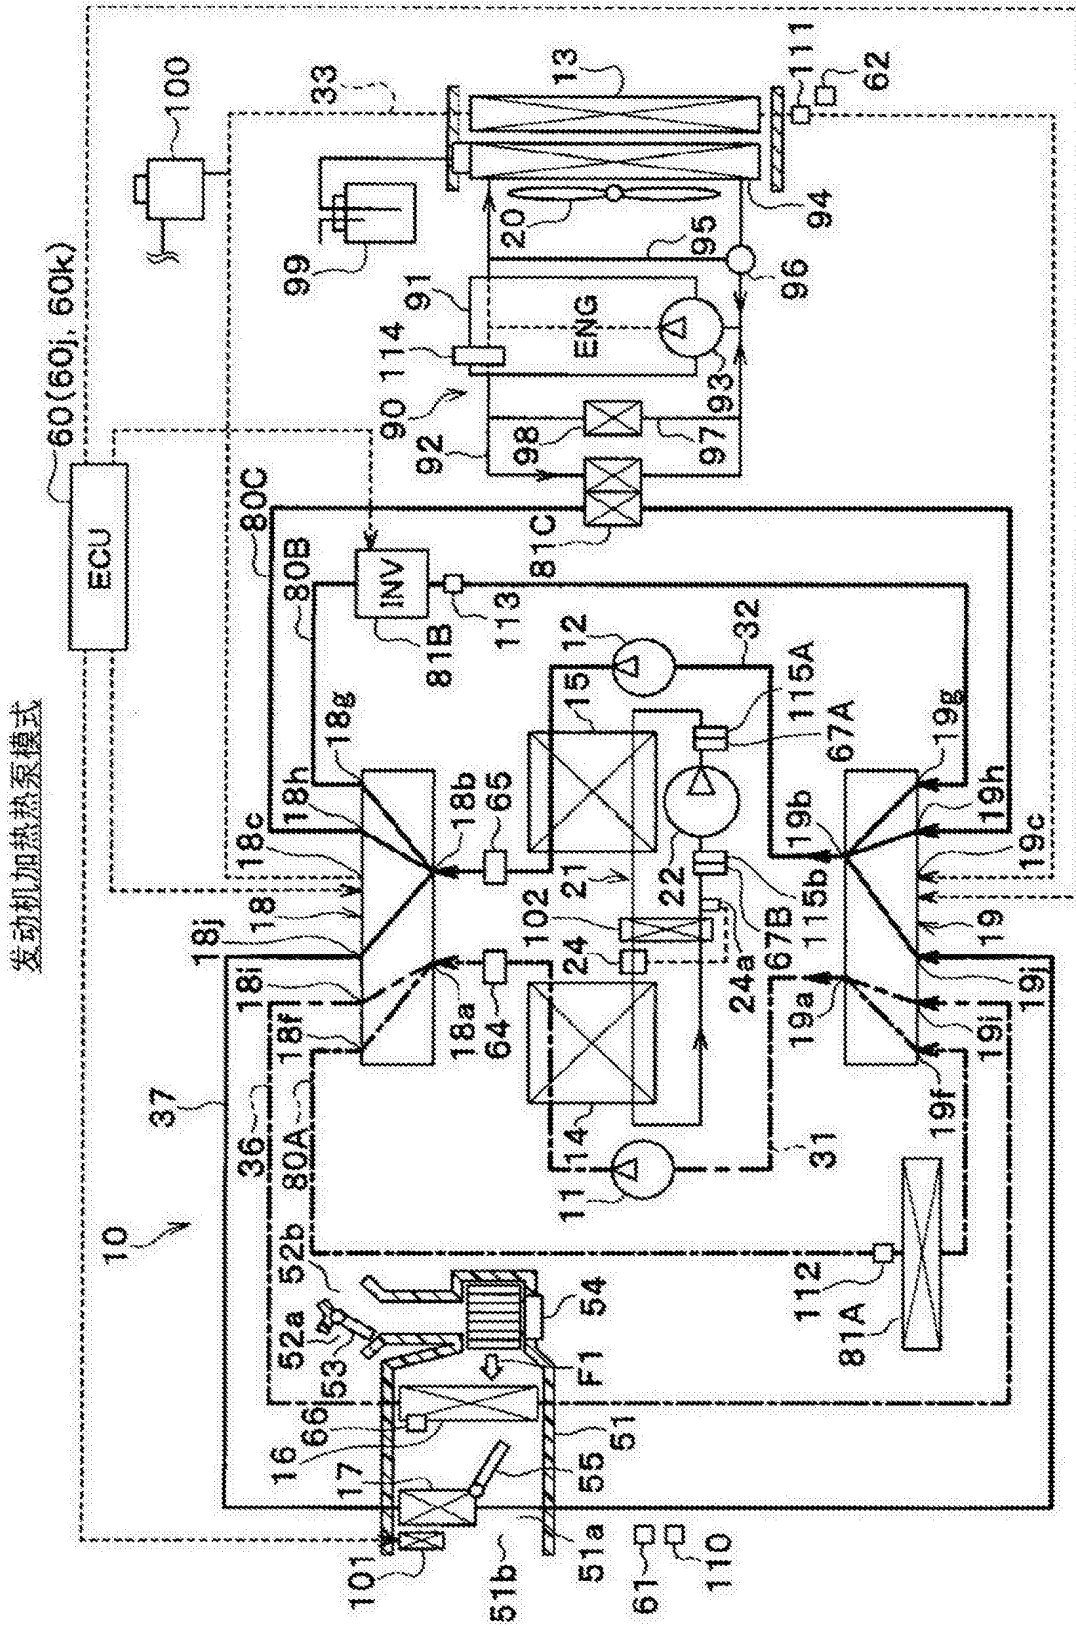 发动机加热热泵模式
60(60j, 60k)
ECU
100
33
13
111
62
99
20
94
95
96
91
114
90
ENG
93
92
98
97
80C
80B
81C
INV
81B
113
12
32
15
115A
67A
18g
18h
18c
18
18j
18i
18f
18b
65
21
22
19b
19g
19h
19c
19
102
24
115b
67B
24a
18a
64
19a
19j
19i
19f
37
36
80A
14
11
31
10
52b
52a
53
54
112
81A
F1
66
16
17
51
55
101
51b
51a
61
110